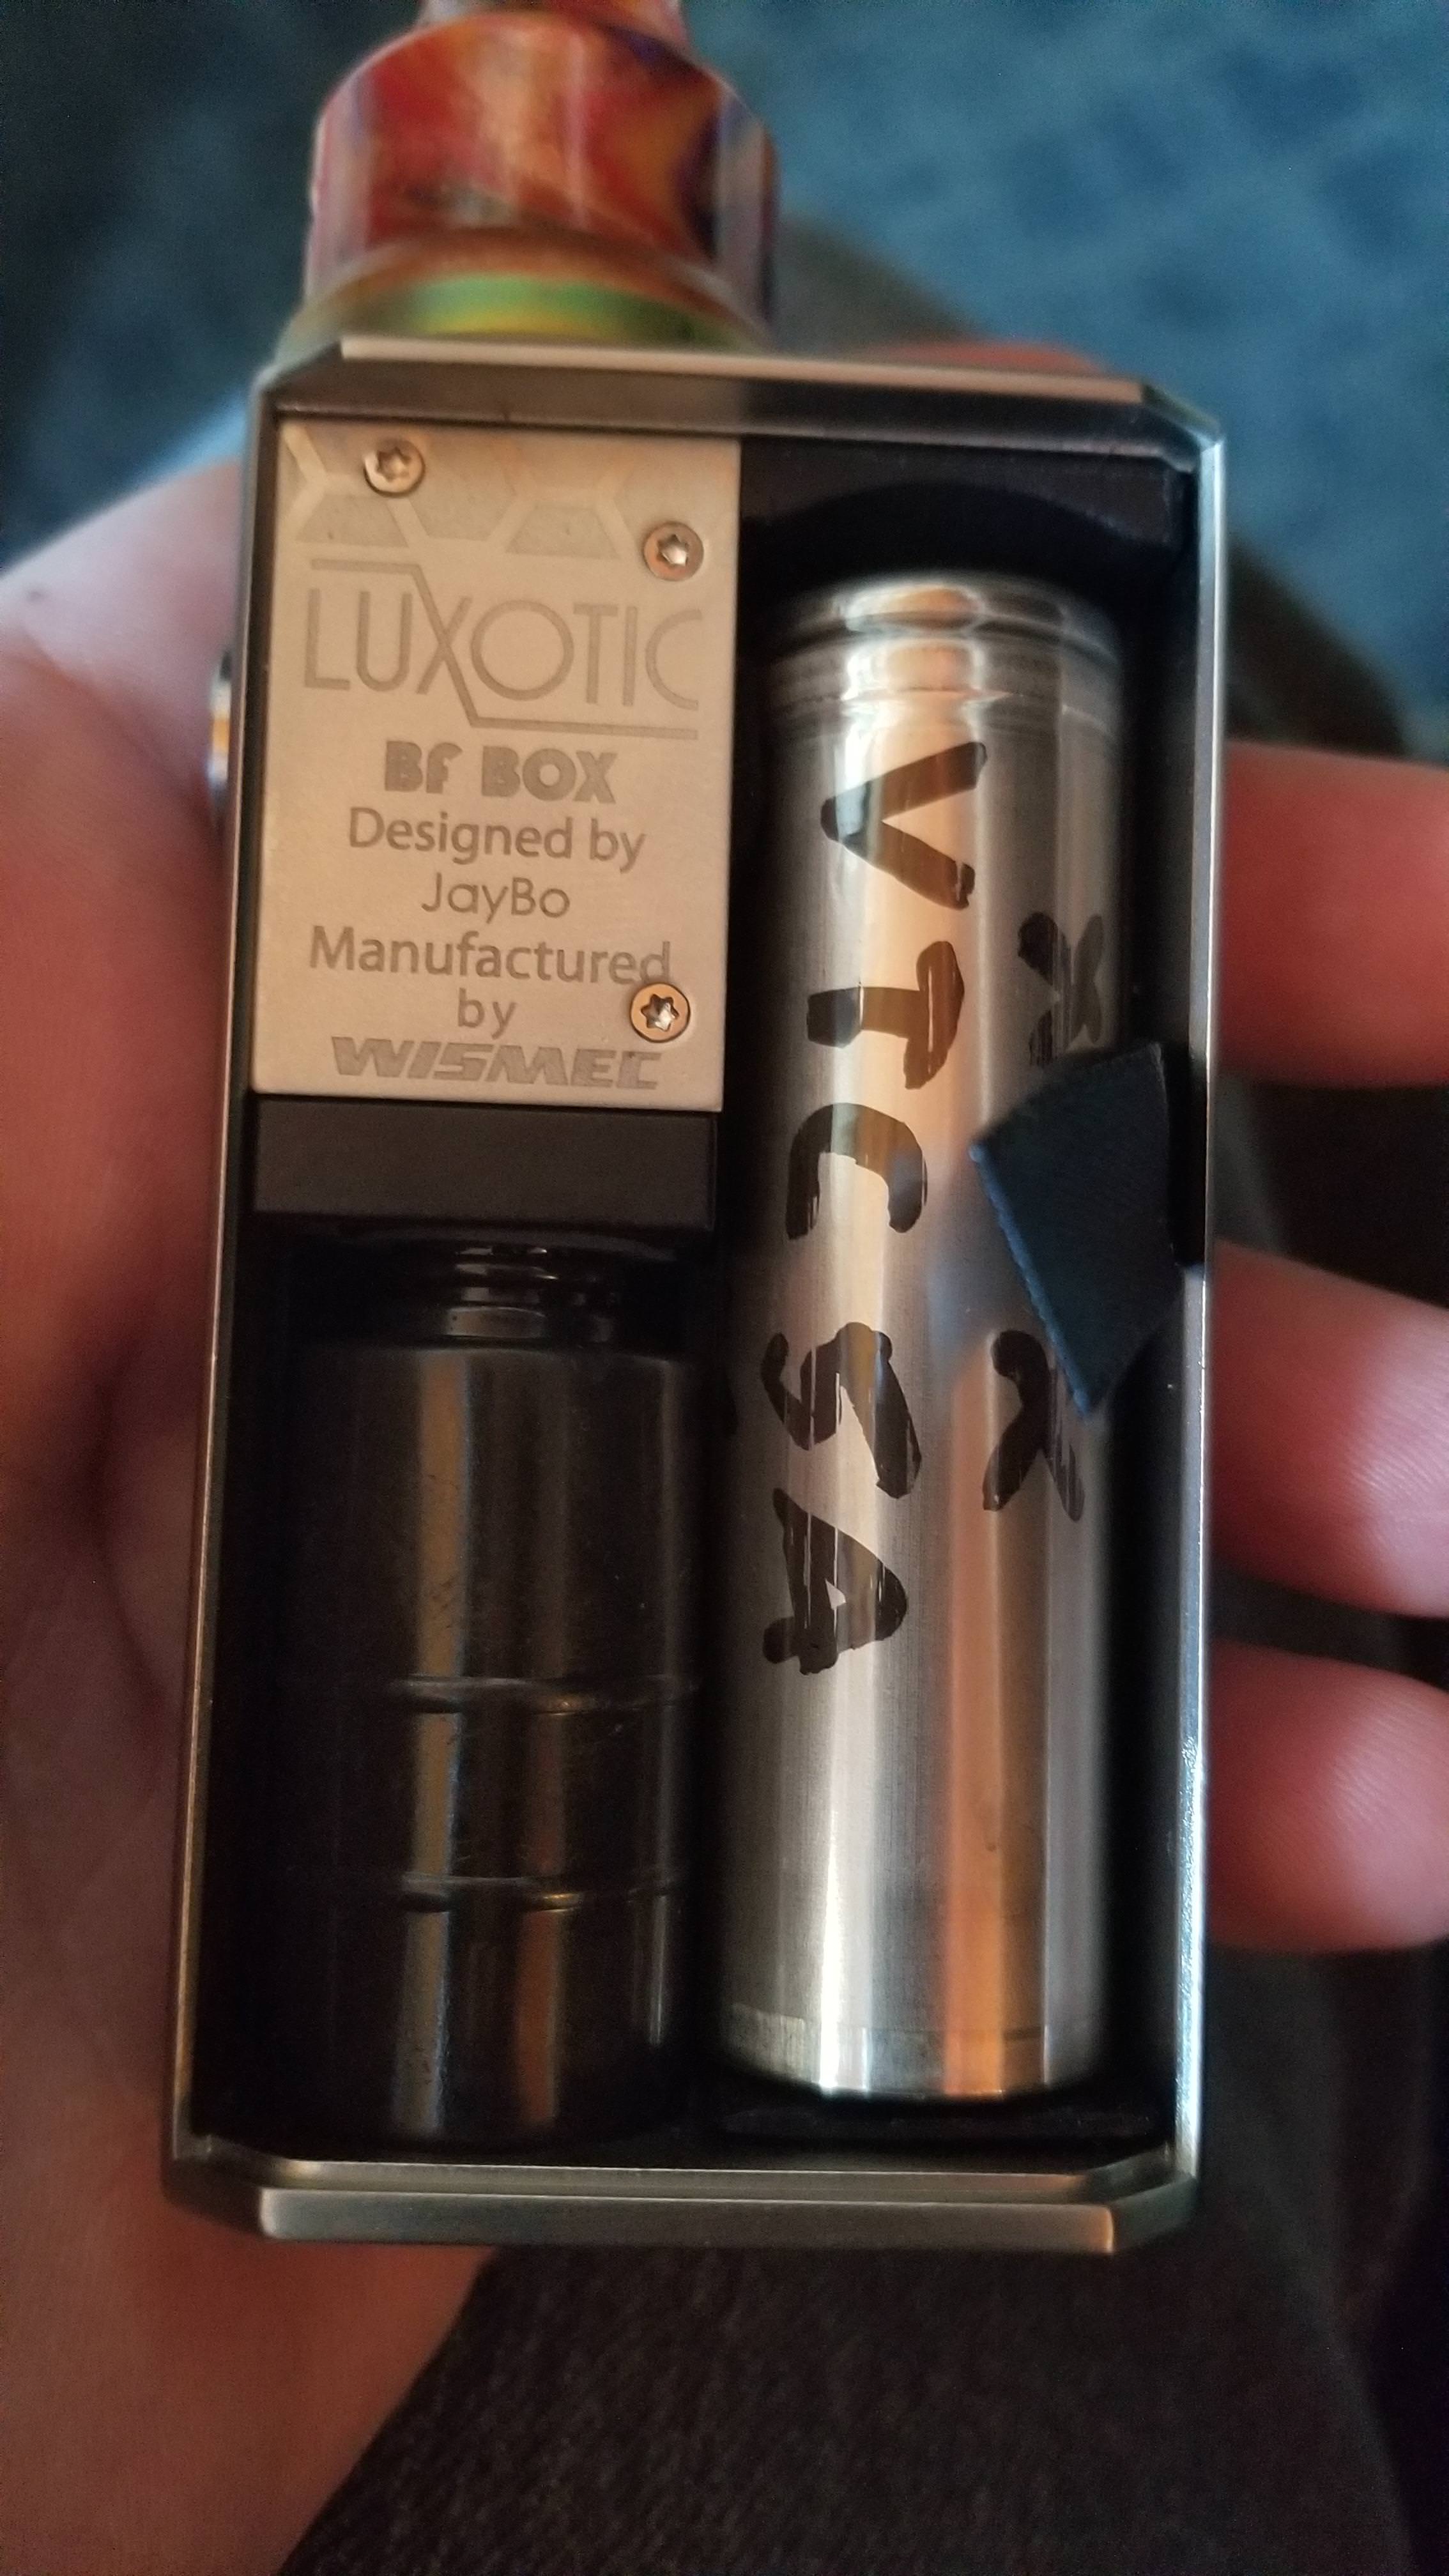 LUXOTIC
BF BOX
Designed by
JayBo
Manufactured
by
WISMEC
VTC5A